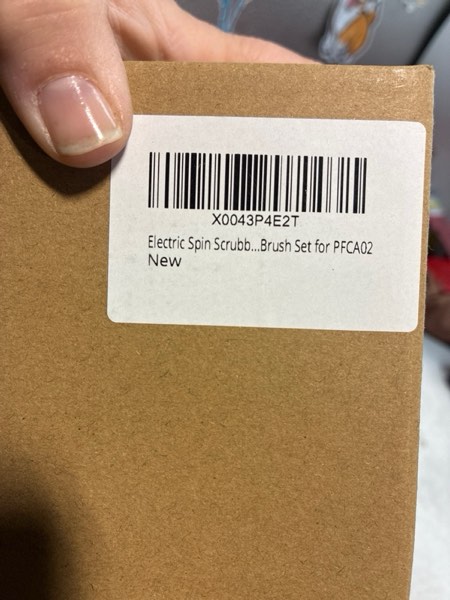 X0043P4E2T
Electric Spin Scrubb...Brush Set for PFCA02
New